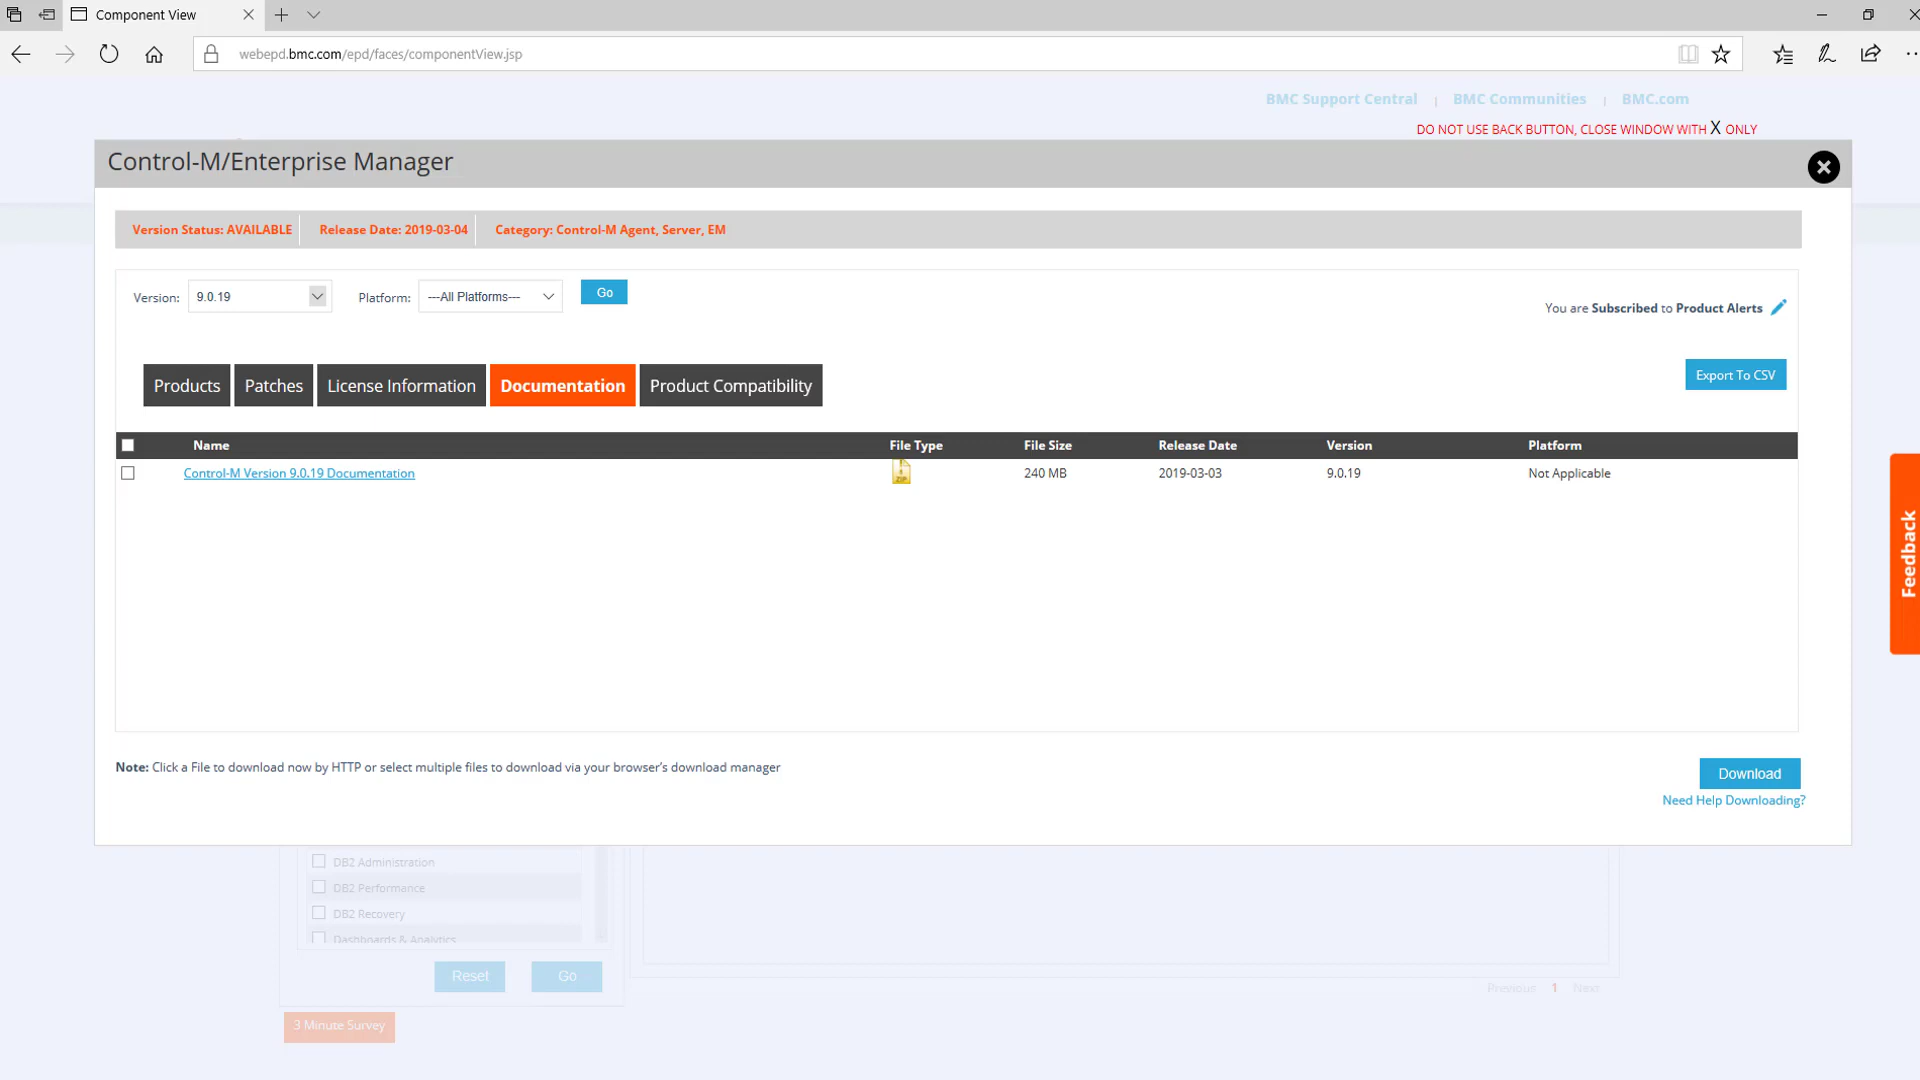 Component View
webepd.bmc.com/epd/faces/componentView.jsp
BMC Support Central | BMC Communities | BMC.com
DO NOT USE BACK BUTTON, CLOSE WINDOW WITH X ONLY
Control-M/Enterprise Manager
Version Status: AVAILABLE Release Date: 2019-03-04 Category: Control-M Agent, Server, EM
Version: 9.0.19 Platform: ---All Platforms--- Go
You are Subscribed to Product Alerts
Products Patches License Information Documentation Product Compatibility
Export To CSV
Name File Type File Size Release Date Version Platform
Control-M Version 9.0.19 Documentation ZIP 240 MB 2019-03-03 9.0.19 Not Applicable
Feedback
Note: Click a File to download now by HTTP or select multiple files to download via your browser's download manager
Download
Need Help Downloading?
DB2 Administration
DB2 Performance
DB2 Recovery
Dashboards & Analytics
Reset Go
Previous 1 Next
3 Minute Survey